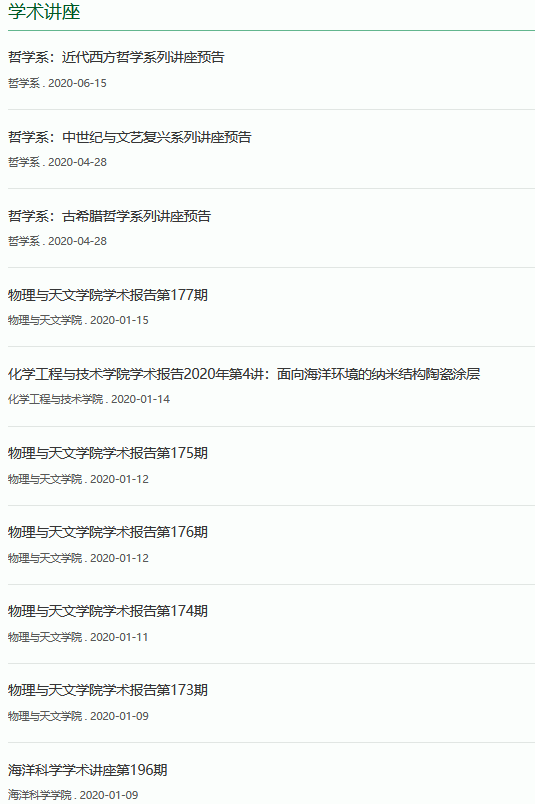 学术讲座
哲学系：近代西方哲学系列讲座预告
哲学系 . 2020-06-15
哲学系：中世纪与文艺复兴系列讲座预告
哲学系 . 2020-04-28
哲学系：古希腊哲学系列讲座预告
哲学系 . 2020-04-28
物理与天文学院学术报告第177期
物理与天文学院 . 2020-01-15
化学工程与技术学院学术报告2020年第4讲：面向海洋环境的纳米结构陶瓷涂层
化学工程与技术学院 . 2020-01-14
物理与天文学院学术报告第175期
物理与天文学院 . 2020-01-12
物理与天文学院学术报告第176期
物理与天文学院 . 2020-01-12
物理与天文学院学术报告第174期
物理与天文学院 . 2020-01-11
物理与天文学院学术报告第173期
物理与天文学院 . 2020-01-09
海洋科学学术讲座第196期
海洋科学学院 . 2020-01-09